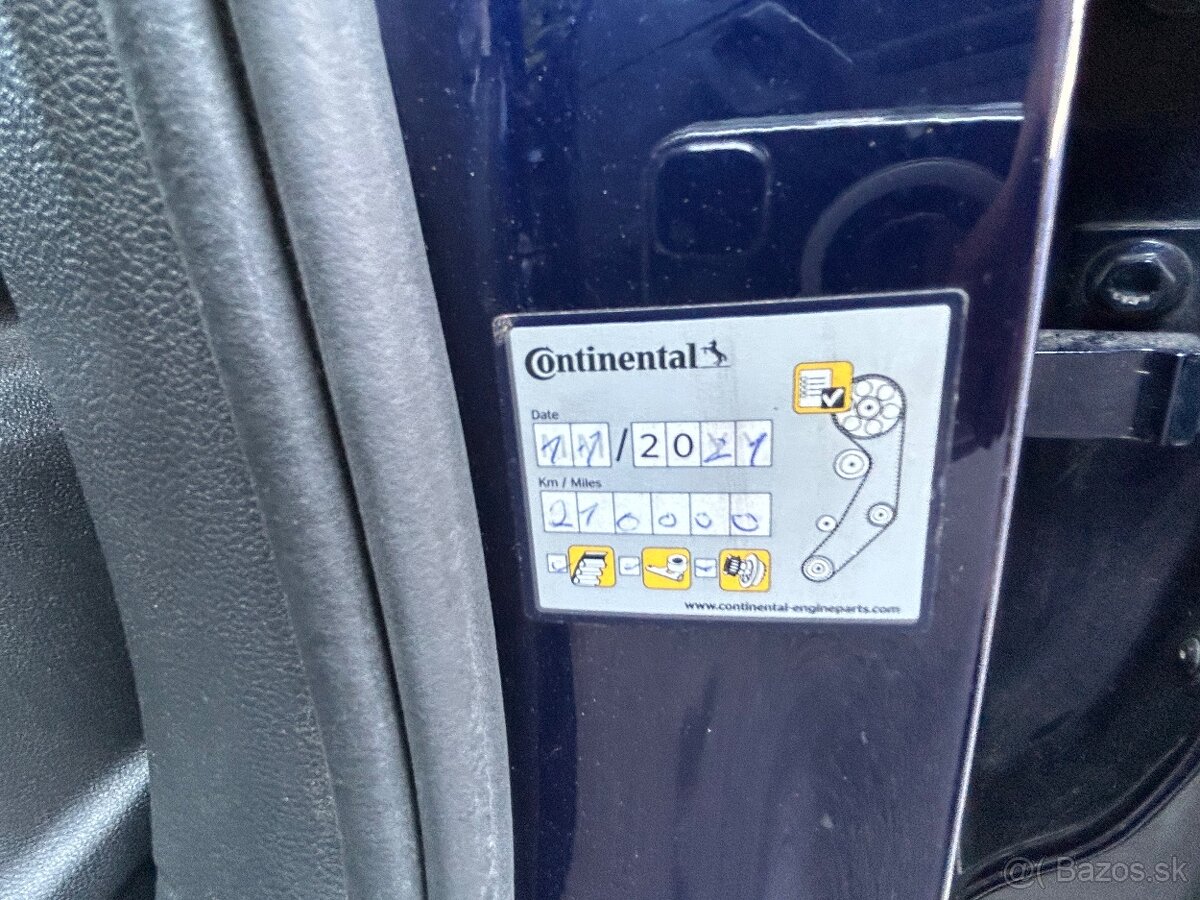 Continental
Date
11/2021
Km / Miles
210000
www.continental-engineparts.com
@( Bazos.sk